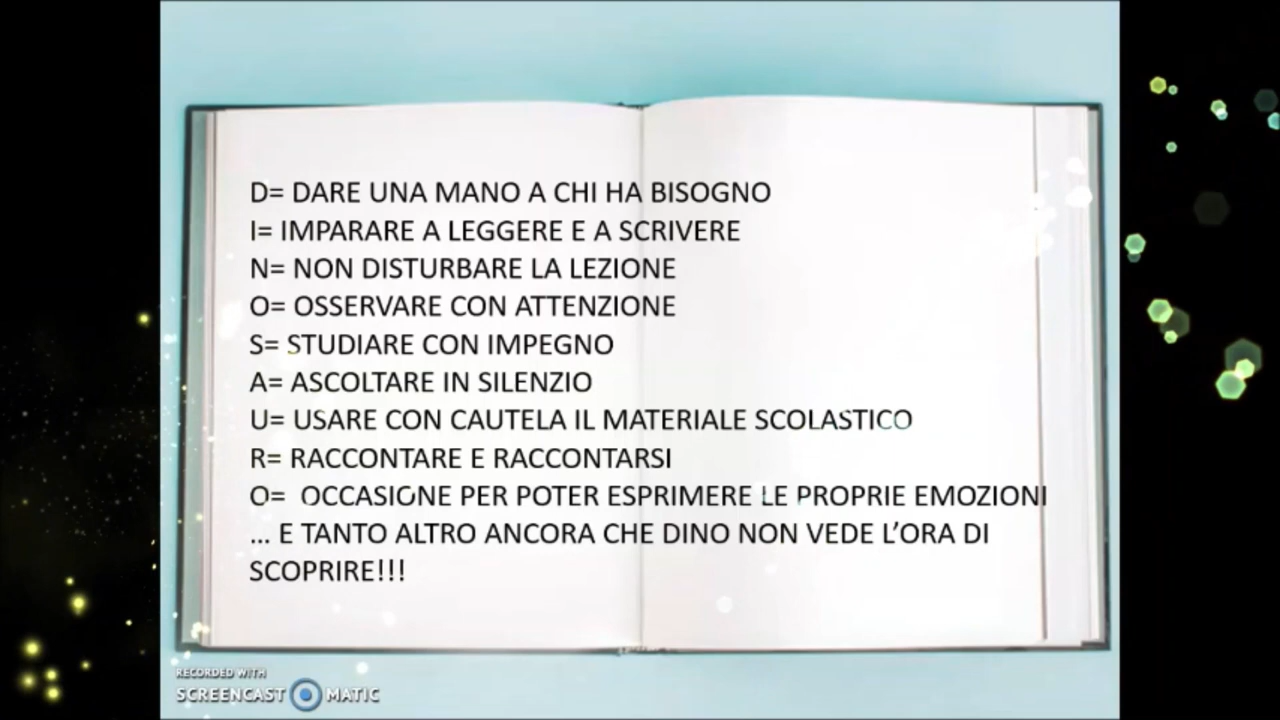 D= DARE UNA MANO A CHI HA BISOGNO
I= IMPARARE A LEGGERE E A SCRIVERE
N= NON DISTURBARE LA LEZIONE
O= OSSERVARE CON ATTENZIONE
S= STUDIARE CON IMPEGNO
A= ASCOLTARE IN SILENZIO
U= USARE CON CAUTELA IL MATERIALE SCOLASTICO
R= RACCONTARE E RACCONTARSI
O= OCCASIONE PER POTER ESPRIMERE LE PROPRIE EMOZIONI
... E TANTO ALTRO ANCORA CHE DINO NON VEDE L'ORA DI
SCOPRIRE!!!
RECORDED WITH
SCREENCAST MATIC